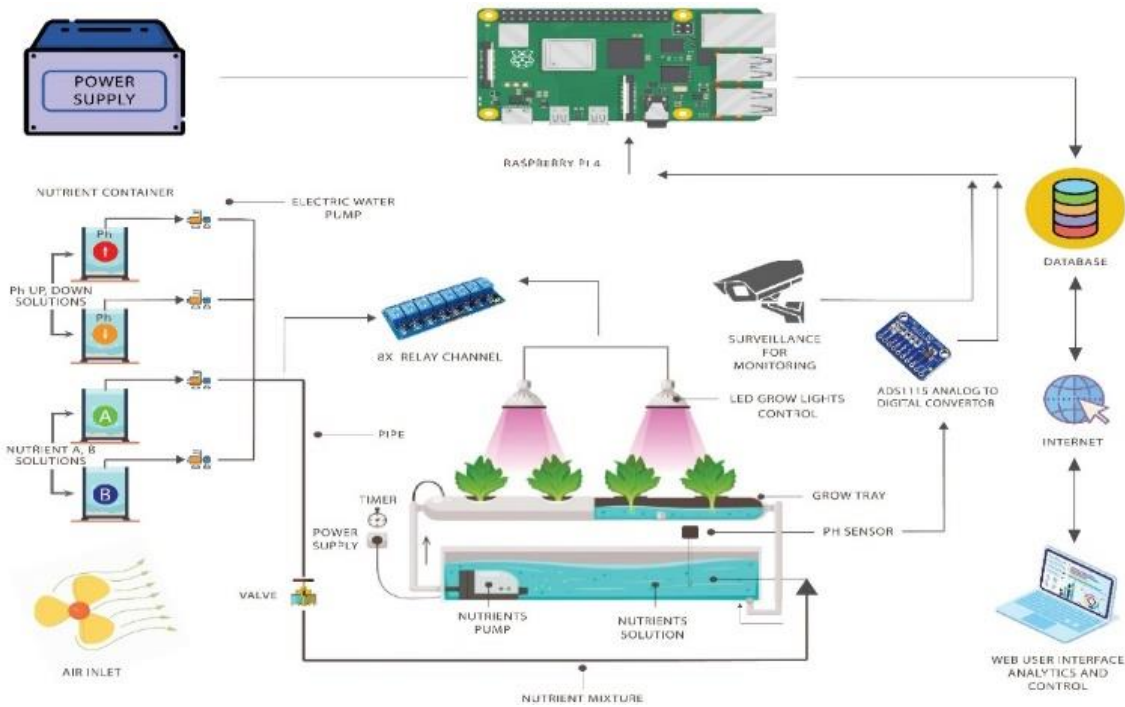 POWER
SUPPLY
RASPBERRY PI 4
NUTRIENT CONTAINER
ELECTRIC WATER
PUMP
Ph
Ph UP, DOWN
SOLUTIONS
Ph
DATABASE
8X RELAY CHANNEL
SURVEILLANCE
FOR
MONITORING
ADS1115 ANALOG TO
DIGITAL CONVERTOR
LED GROW LIGHTS
CONTROL
A
NUTRIENT A, B
SOLUTIONS
B
PIPE
INTERNET
TIMER
GROW TRAY
POWER
SUPPLY
PH SENSOR
VALVE
NUTRIENTS
PUMP
NUTRIENTS
SOLUTION
AIR INLET
NUTRIENT MIXTURE
WEB USER INTERFACE
ANALYTICS AND
CONTROL